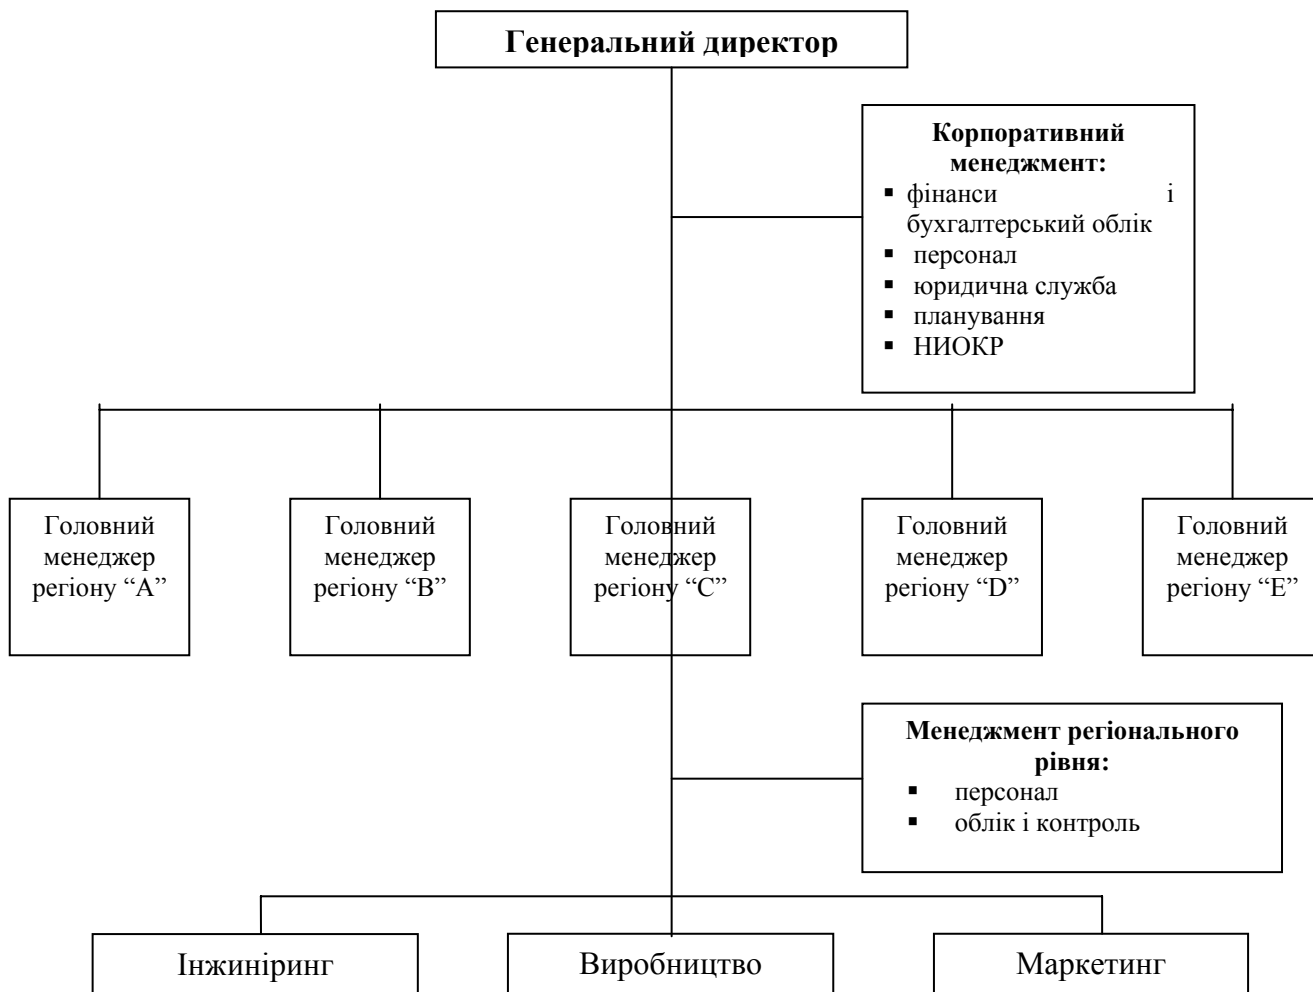 Генеральний директор
Корпоративний
менеджмент:
▪ фінанси і
бухгалтерський облік
▪ персонал
▪ юридична служба
▪ планування
▪ НИОКР
Головний
менеджер
регіону “A”
Головний
менеджер
регіону “B”
Головний
менеджер
регіону “C”
Головний
менеджер
регіону “D”
Головний
менеджер
регіону “E”
Менеджмент регіонального
рівня:
▪ персонал
▪ облік і контроль
Інжиніринг
Виробництво
Маркетинг